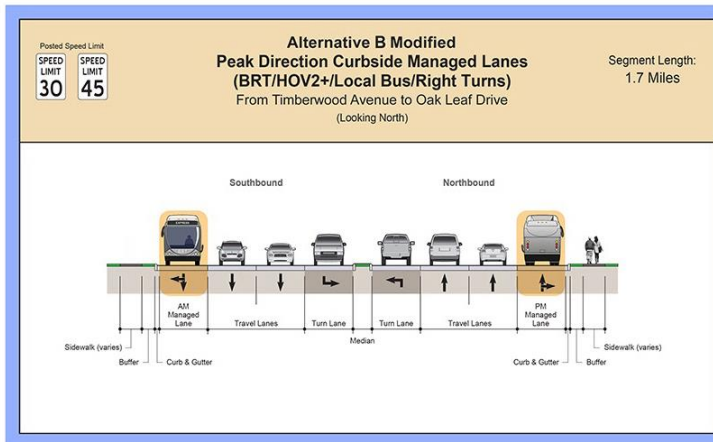 Posted Speed Limit
SPEED
LIMIT
30
SPEED
LIMIT
45
Alternative B Modified
Peak Direction Curbside Managed Lanes
(BRT/HOV2+/Local Bus/Right Turns)
From Timberwood Avenue to Oak Leaf Drive
(Looking North)
Segment Length:
1.7 Miles
Southbound
Northbound
AM
Managed
Lane
Travel Lanes
Turn Lane
Turn Lane
Travel Lanes
PM
Managed
Lane
Median
Sidewalk (varies)
Sidewalk (varies)
Buffer
Curb & Gutter
Curb & Gutter
Buffer